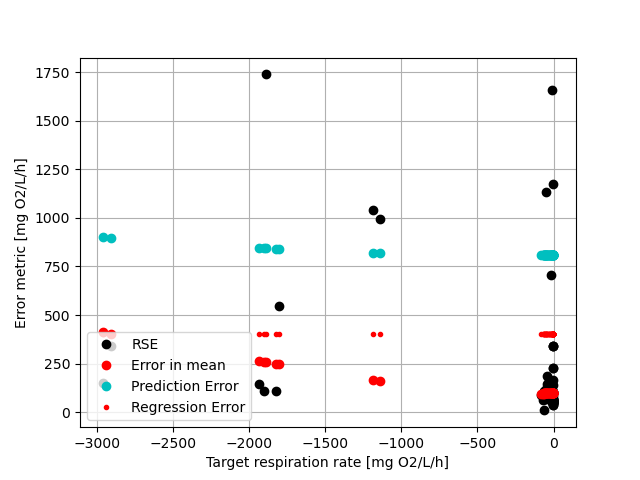 1750
1500
1250
1000
750
500
250
0
Error metric [mg O2/L/h]
RSE
Error in mean
Prediction Error
Regression Error
−3000
−2500
−2000
−1500
−1000
−500
0
Target respiration rate [mg O2/L/h]